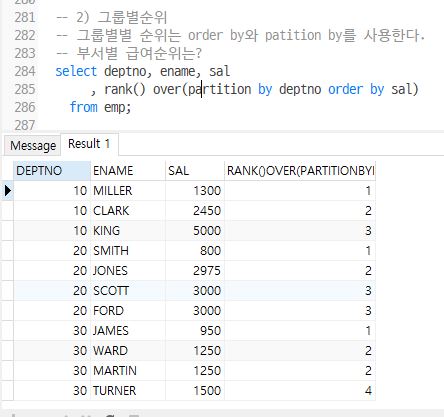 281 -- 2) 그룹별순위
282 -- 그룹별별 순위는 order by와 patition by를 사용한다.
283 -- 부서별 급여순위는?
284 select deptno, ename, sal
285 , rank() over(partition by deptno order by sal)
286 from emp;
287
Message Result 1
DEPTNO ENAME SAL RANK()OVER(PARTITIONBYI
10 MILLER 1300 1
10 CLARK 2450 2
10 KING 5000 3
20 SMITH 800 1
20 JONES 2975 2
20 SCOTT 3000 3
20 FORD 3000 3
30 JAMES 950 1
30 WARD 1250 2
30 MARTIN 1250 2
30 TURNER 1500 4